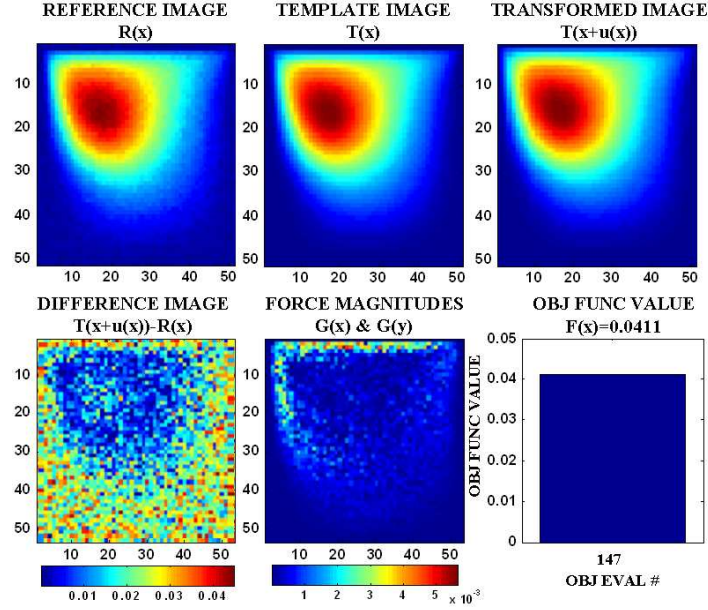 REFERENCE IMAGE
R(x)
TEMPLATE IMAGE
T(x)
TRANSFORMED IMAGE
T(x+u(x))
10
20
30
40
50
10 20 30 40 50
10
20
30
40
50
10 20 30 40 50
10
20
30
40
50
10 20 30 40 50
DIFFERENCE IMAGE
T(x+u(x))-R(x)
FORCE MAGNITUDES
G(x) & G(y)
OBJ FUNC VALUE
F(x)=0.0411
10
20
30
40
50
10 20 30 40 50
0.01 0.02 0.03 0.04
10
20
30
40
50
10 20 30 40 50
1 2 3 4 5
x 10⁻³
OBJ FUNC VALUE
0.05
0.04
0.03
0.02
0.01
0
147
OBJ EVAL #